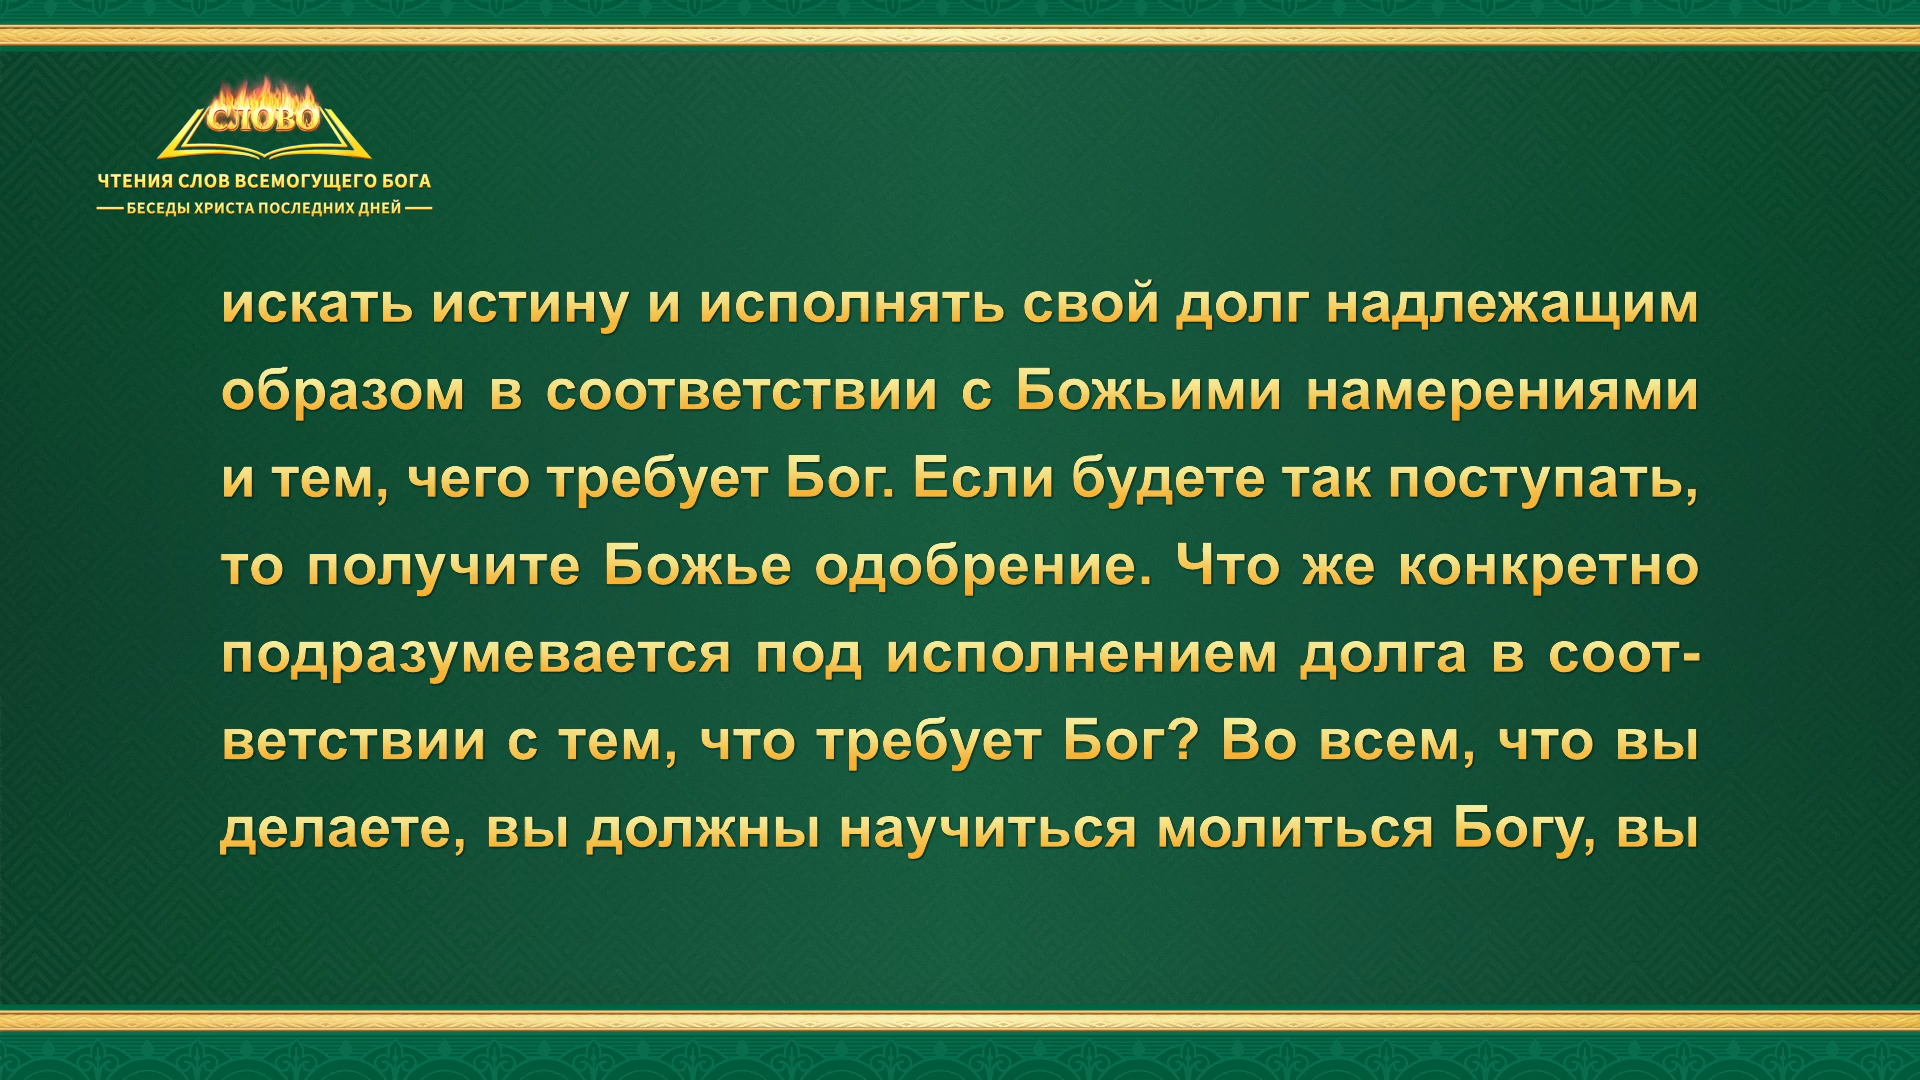 СЛОВО
ЧТЕНИЯ СЛОВ ВСЕМОГУЩЕГО БОГА
БЕСЕДЫ ХРИСТА ПОСЛЕДНИХ ДНЕЙ
искать истину и исполнять свой долг надлежащим
образом в соответствии с Божьими намерениями
и тем, чего требует Бог. Если будете так поступать,
то получите Божье одобрение. Что же конкретно
подразумевается под исполнением долга в соот-
ветствии с тем, что требует Бог? Во всем, что вы
делаете, вы должны научиться молиться Богу, вы